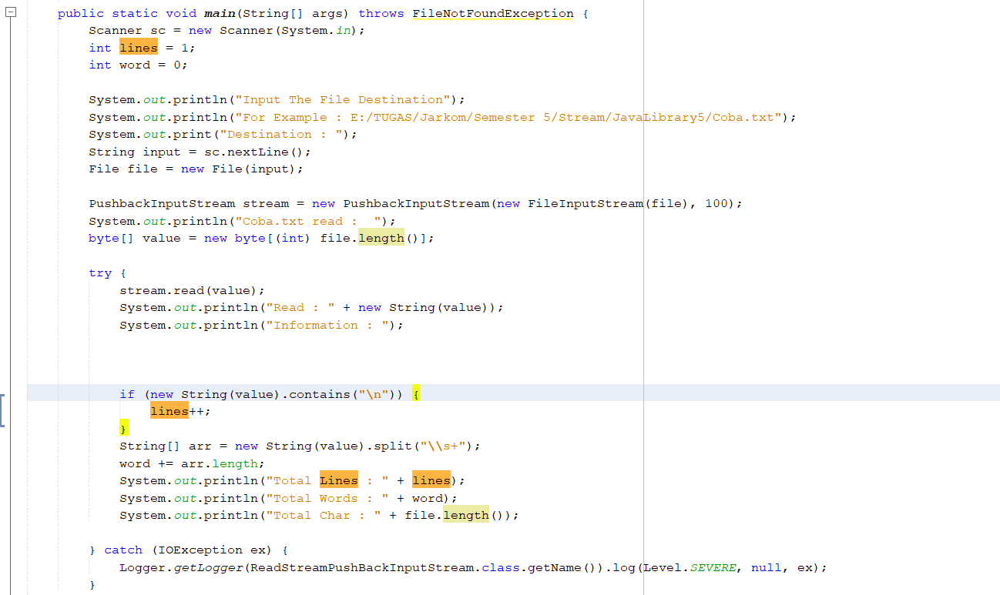 public static void main(String[] args) throws FileNotFoundException {
Scanner sc = new Scanner(System.in);
int lines = 1;
int word = 0;
System.out.println("Input The File Destination");
System.out.println("For Example : E:/TUGAS/Jarkom/Semester 5/Stream/JavaLibrary5/Coba.txt");
System.out.print("Destination : ");
String input = sc.nextLine();
File file = new File(input);
PushbackInputStream stream = new PushbackInputStream(new FileInputStream(file), 100);
System.out.println("Coba.txt read :  ");
byte[] value = new byte[(int) file.length()];
try {
stream.read(value);
System.out.println("Read : " + new String(value));
System.out.println("Information : ");
if (new String(value).contains("\n")) {
lines++;
}
String[] arr = new String(value).split("\\s+");
word += arr.length;
System.out.println("Total Lines : " + lines);
System.out.println("Total Words : " + word);
System.out.println("Total Char : " + file.length());
} catch (IOException ex) {
Logger.getLogger(ReadStreamPushBackInputStream.class.getName()).log(Level.SEVERE, null, ex);
}